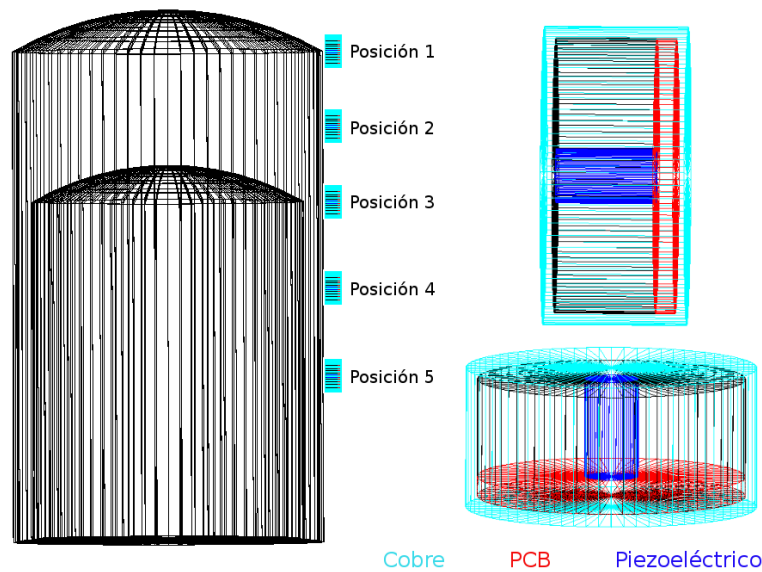 Posición 1
Posición 2
Posición 3
Posición 4
Posición 5
Cobre PCB Piezoeléctrico